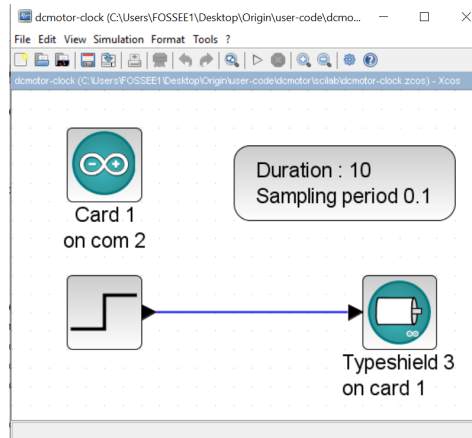 dcmotor-clock (C:\Users\FOSSEE1\Desktop\Origin\user-code\dcmo...
File Edit View Simulation Format Tools ?
dcmotor-clock (C:\Users\FOSSEE1\Desktop\Origin\user-code\dcmotor\scilab\dcmotor-clock.zcos) - Xcos
Duration : 10
Sampling period 0.1
Card 1
on com 2
Typeshield 3
on card 1